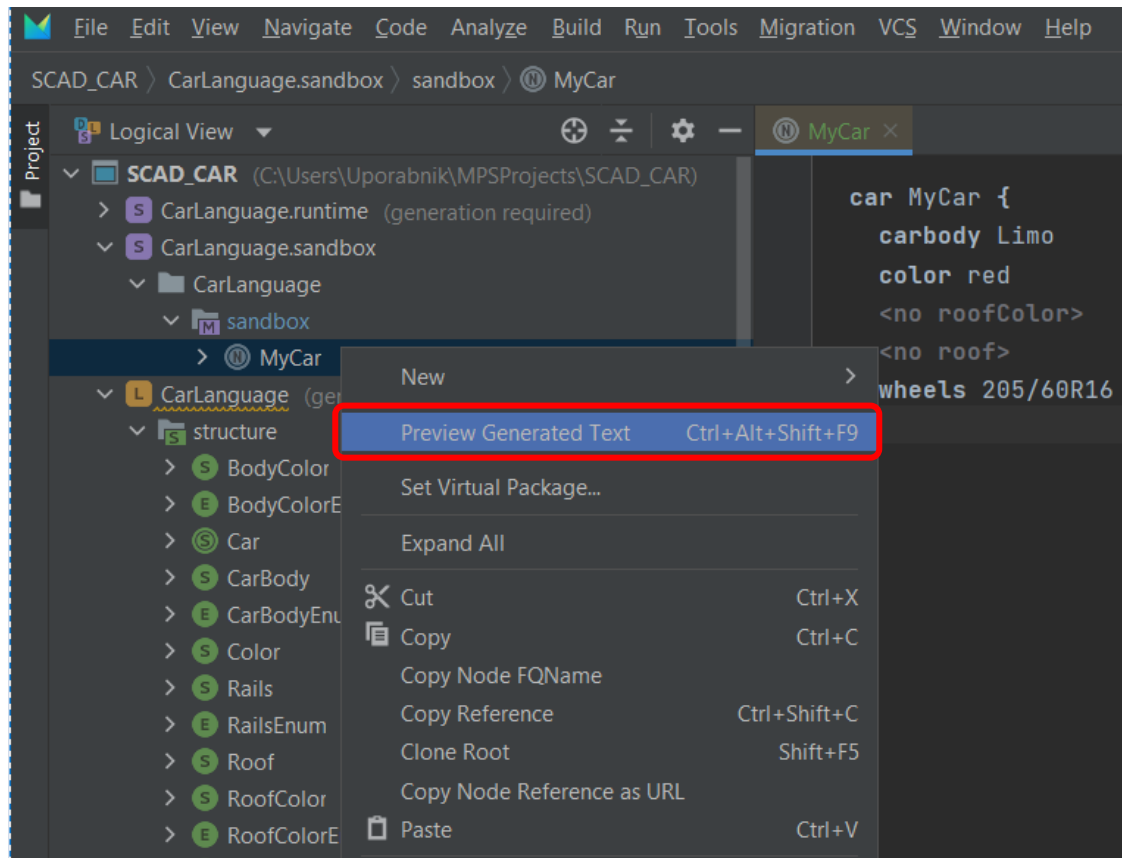 File Edit View Navigate Code Analyze Build Run Tools Migration VCS Window Help
SCAD_CAR CarLanguage.sandbox sandbox N MyCar
Project
Logical View
MyCar
SCAD_CAR (C:\Users\Uporabnik\MPSProjects\SCAD_CAR)
S CarLanguage.runtime (generation required)
S CarLanguage.sandbox
CarLanguage
M sandbox
N MyCar
L CarLanguage (ger
S structure
S BodyColor
E BodyColorE
S Car
S CarBody
E CarBodyEnu
S Color
S Rails
E RailsEnum
S Roof
S RoofColor
E RoofColorE
New
Preview Generated Text Ctrl+Alt+Shift+F9
Set Virtual Package...
Expand All
Cut Ctrl+X
Copy Ctrl+C
Copy Node FQName
Copy Reference Ctrl+Shift+C
Clone Root Shift+F5
Copy Node Reference as URL
Paste Ctrl+V
car MyCar {
carbody Limo
color red
<no roofColor>
<no roof>
wheels 205/60R16